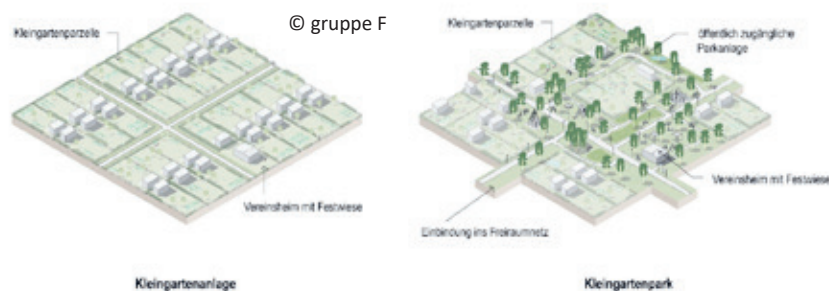 © gruppe F
Kleingartenparzelle
Vereinsheim mit Festwiese
Kleingartenanlage
Kleingartenparzelle
öffentlich zugängliche
Parkanlage
Vereinsheim mit Festwiese
Einbindung ins Freiraumnetz
Kleingartenpark